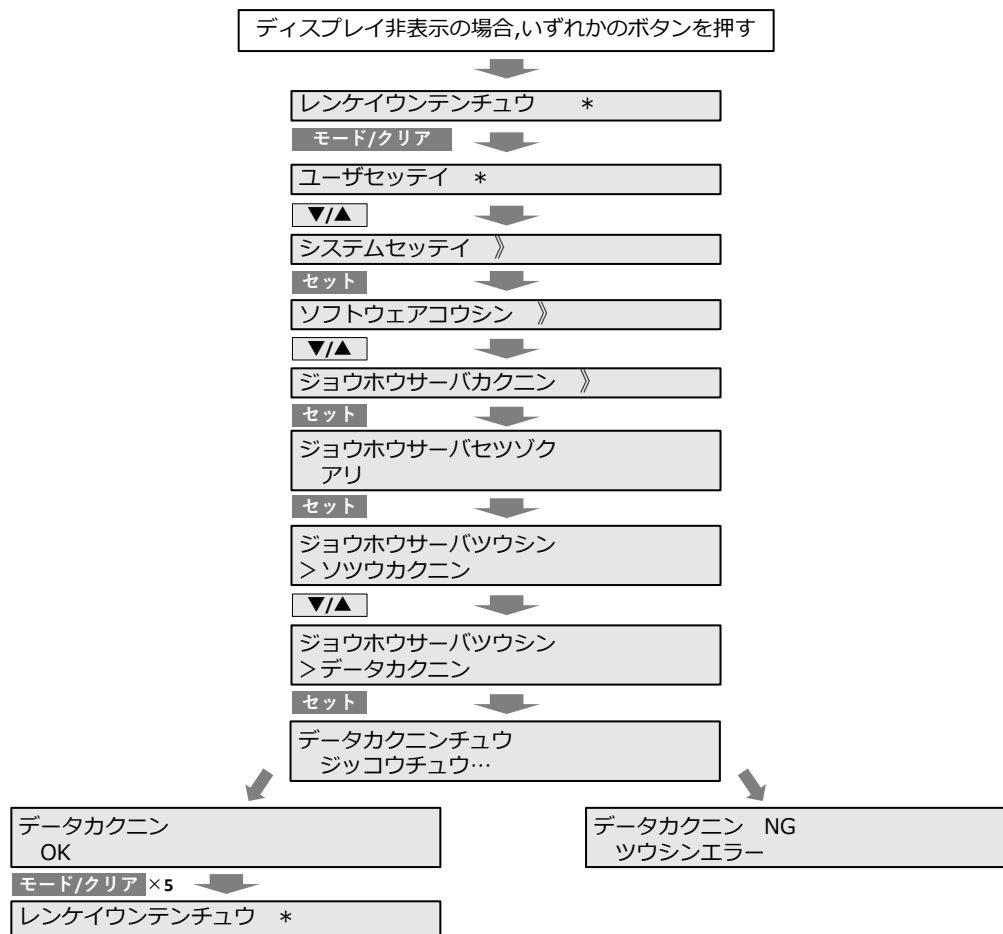 ディスプレイ非表示の場合,いずれかのボタンを押す
レンケイウンテンチュウ　　*
モード/クリア
ユーザセッテイ　*
▼/▲
システムセッテイ　》
セット
ソフトウェアコウシン　》
▼/▲
ジョウホウサーバカクニン　》
セット
ジョウホウサーバセツゾク
　アリ
セット
ジョウホウサーバツウシン
＞ソツウカクニン
▼/▲
ジョウホウサーバツウシン
＞データカクニン
セット
データカクニンチュウ
　ジッコウチュウ…
データカクニン
　OK
モード/クリア ×5
レンケイウンテンチュウ　*
データカクニン　NG
　ツウシンエラー